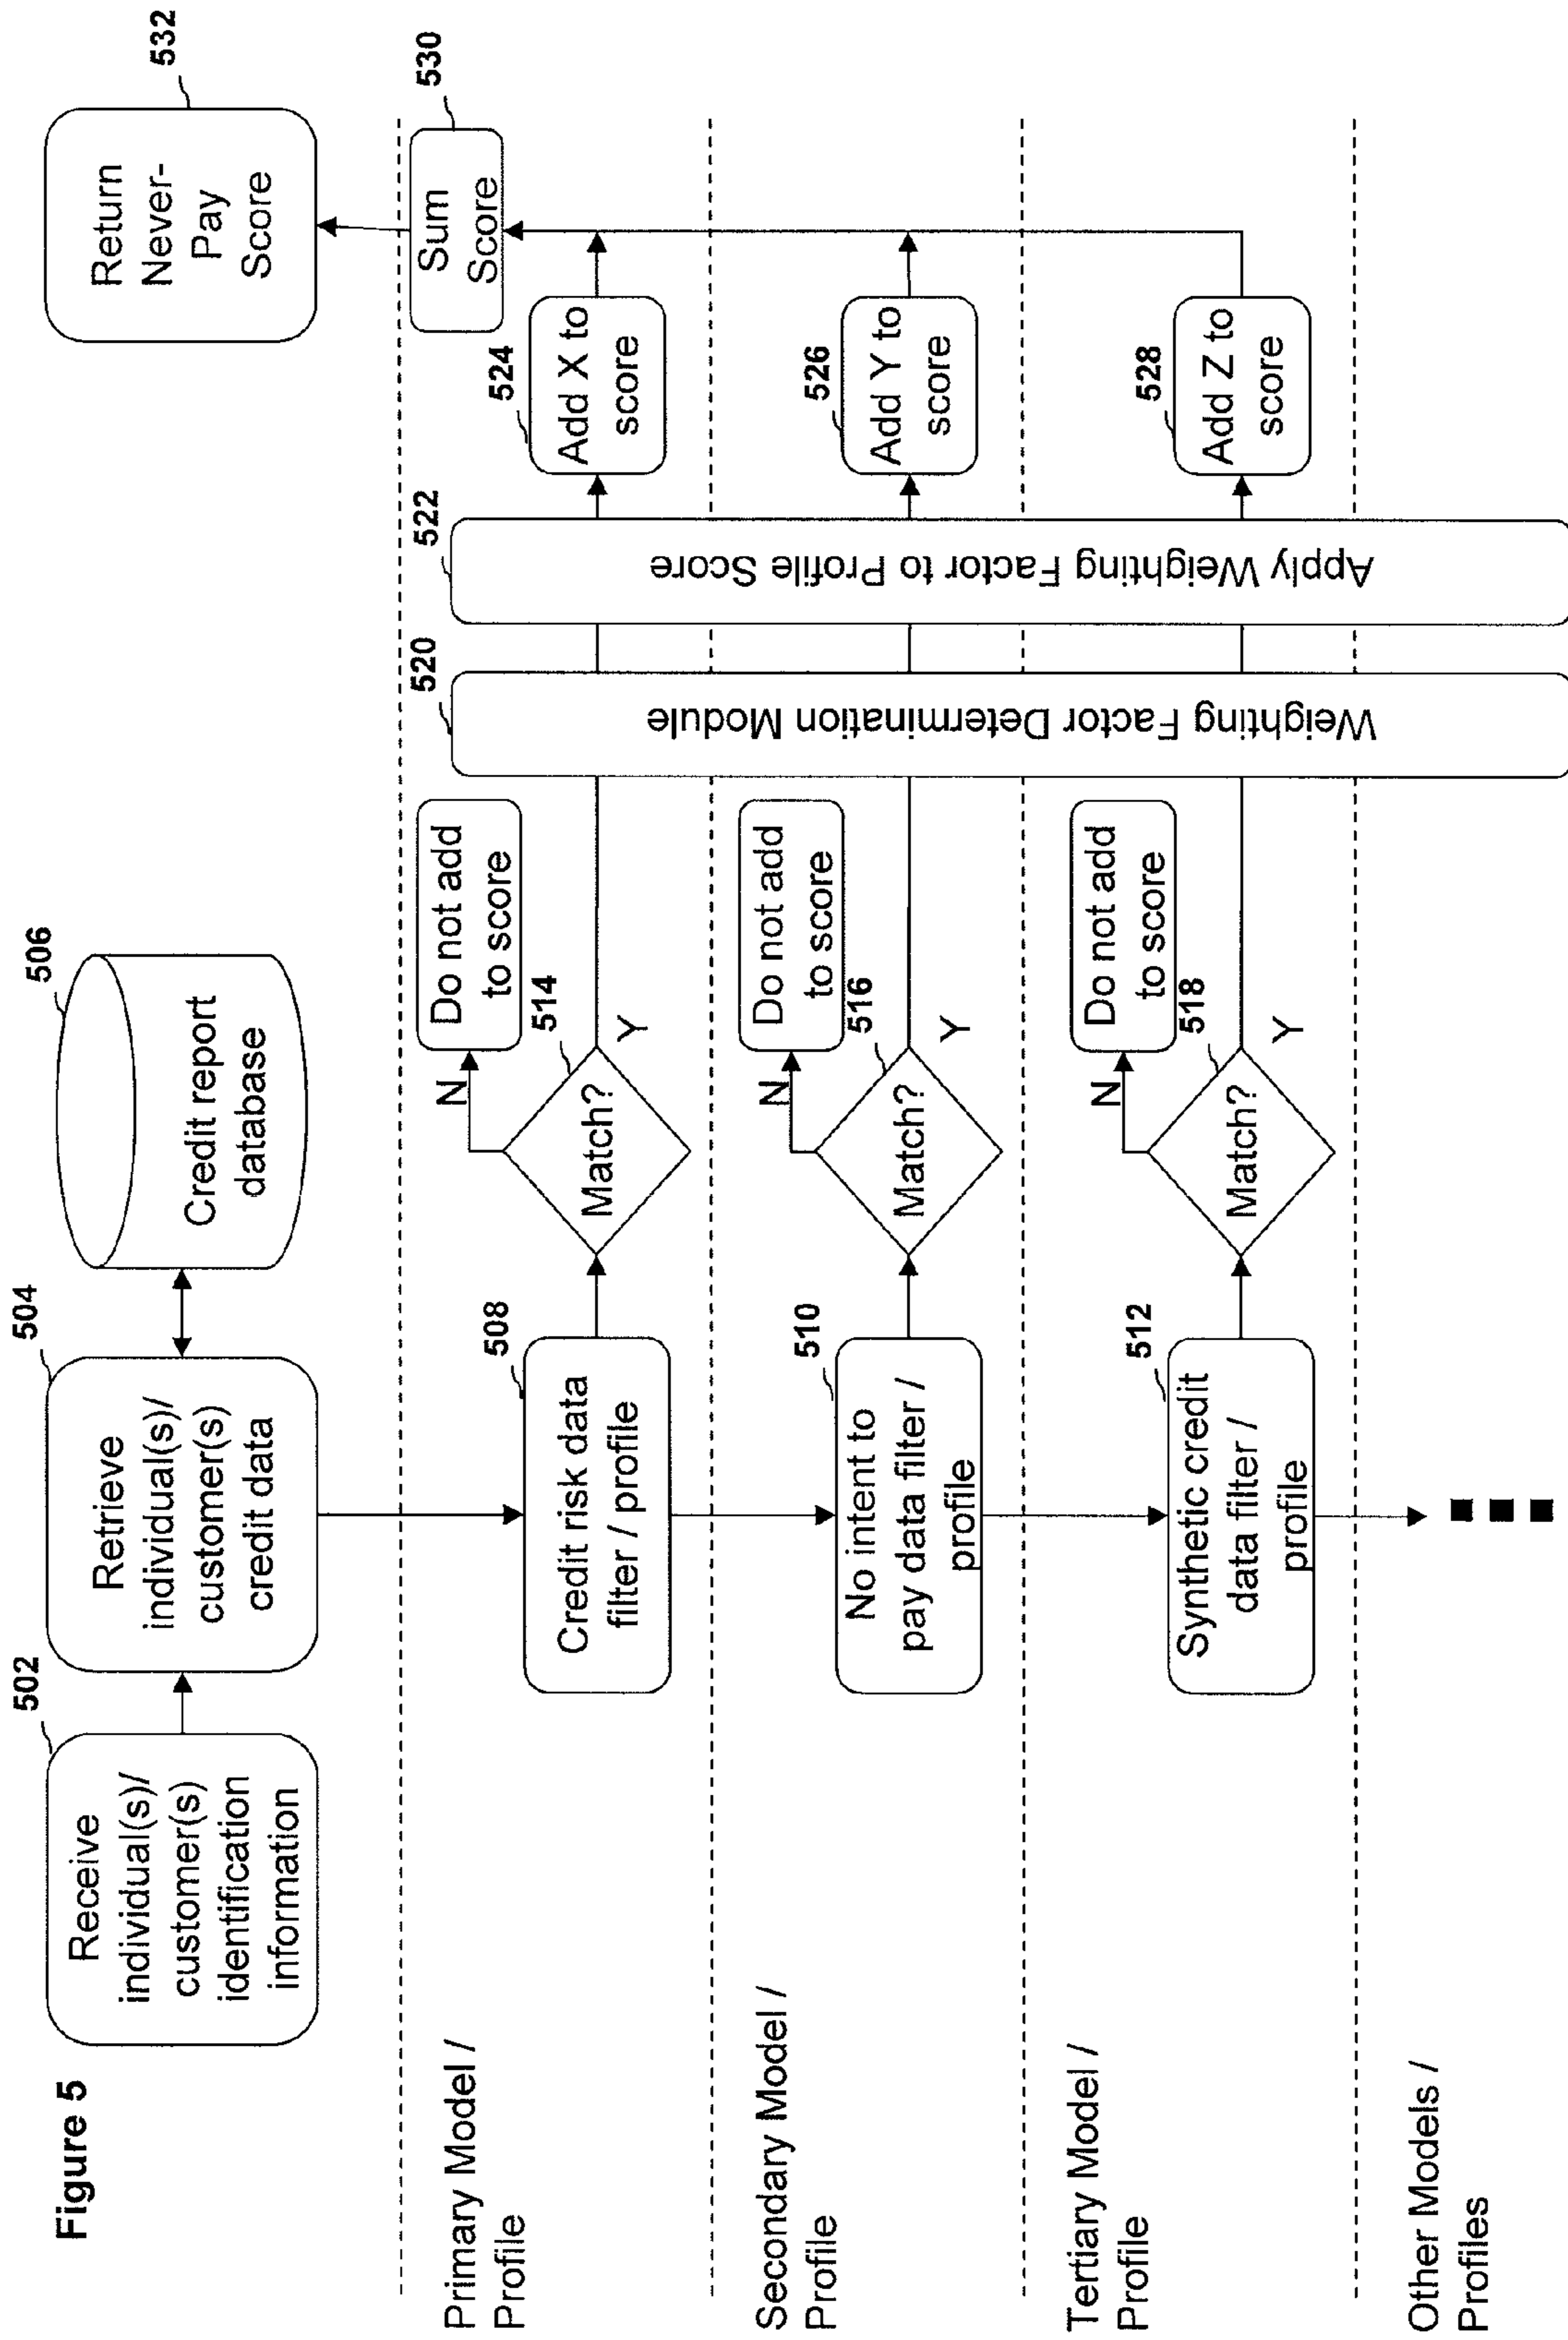 Figure 5
502
Receive
individual(s)/
customer(s)
identification
information
504
Retrieve
individual(s)/
customer(s)
credit data
506
Credit report
database
532
Return
Never-
Pay
Score
Primary Model /
Profile
508
Credit risk data
filter / profile
514
Match?
N
Y
Do not add
to score
520
Weighting Factor Determination Module
522
Apply Weighting Factor to Profile Score
524
Add X to
score
530
Sum
Score
Secondary Model /
Profile
510
No intent to
pay data filter /
profile
516
Match?
N
Y
Do not add
to score
526
Add Y to
score
Tertiary Model /
Profile
512
Synthetic credit
data filter /
profile
518
Match?
N
Y
Do not add
to score
528
Add Z to
score
Other Models /
Profiles